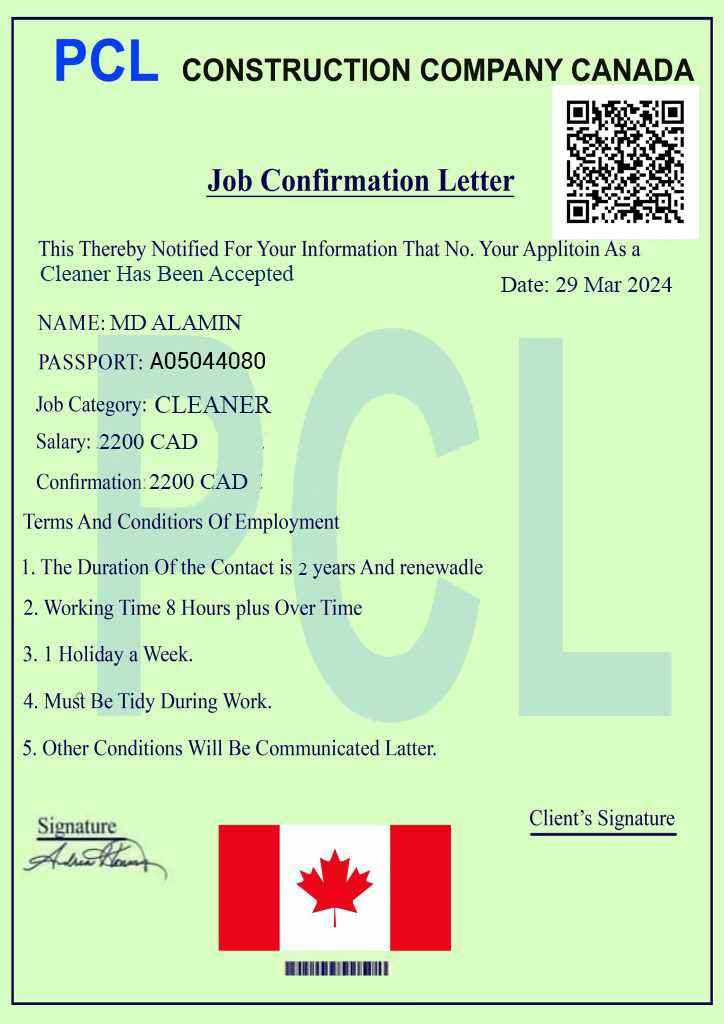 PCL CONSTRUCTION COMPANY CANADA
Job Confirmation Letter
This Thereby Notified For Your Information That No. Your Applitoin As a
Cleaner Has Been Accepted
Date: 29 Mar 2024
NAME: MD ALAMIN
PASSPORT: A05044080
Job Category: CLEANER
Salary: 2200 CAD
Confirmation: 2200 CAD
Terms And Conditiors Of Employment
1. The Duration Of the Contact is 2 years And renewadle
2. Working Time 8 Hours plus Over Time
3. 1 Holiday a Week.
4. Must Be Tidy During Work.
5. Other Conditions Will Be Communicated Latter.
PCL
Signature
Client's Signature